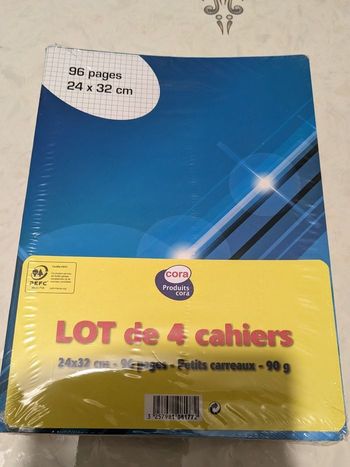 96 pages
24 x 32 cm
PEFC
cora
Produits
cora
LOT de 4 cahiers
24x32 cm - 96 pages - Petits carreaux - 90 g